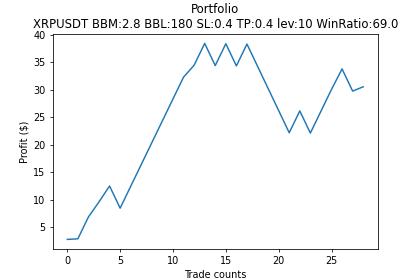 Portfolio
XRPUSDT BBM:2.8 BBL:180 SL:0.4 TP:0.4 lev:10 WinRatio:69.0
40
35
30
25
20
15
10
5
Profit ($)
0 5 10 15 20 25
Trade counts